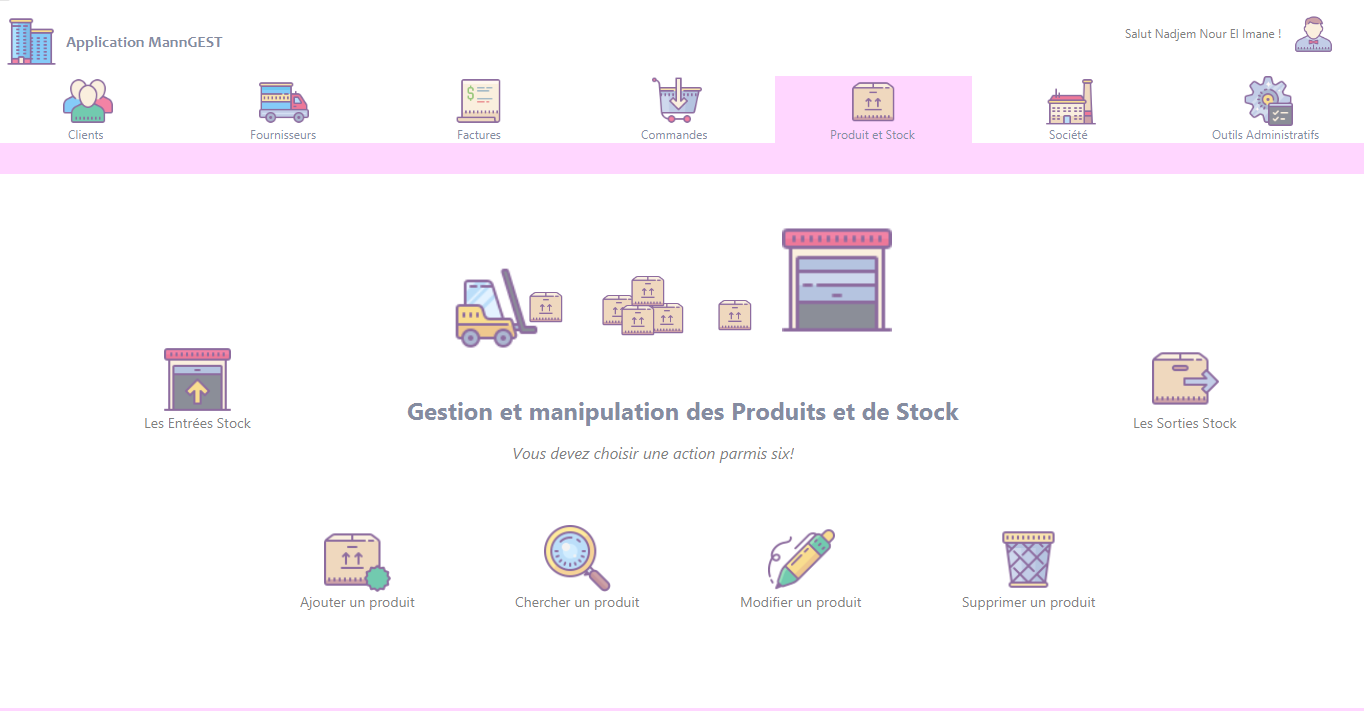 Application MannGEST
Salut Nadjem Nour El Imane !
Clients
Fournisseurs
Factures
Commandes
Produit et Stock
Société
Outils Administratifs
Les Entrées Stock
Les Sorties Stock
Gestion et manipulation des Produits et de Stock
Vous devez choisir une action parmis six!
Ajouter un produit
Chercher un produit
Modifier un produit
Supprimer un produit